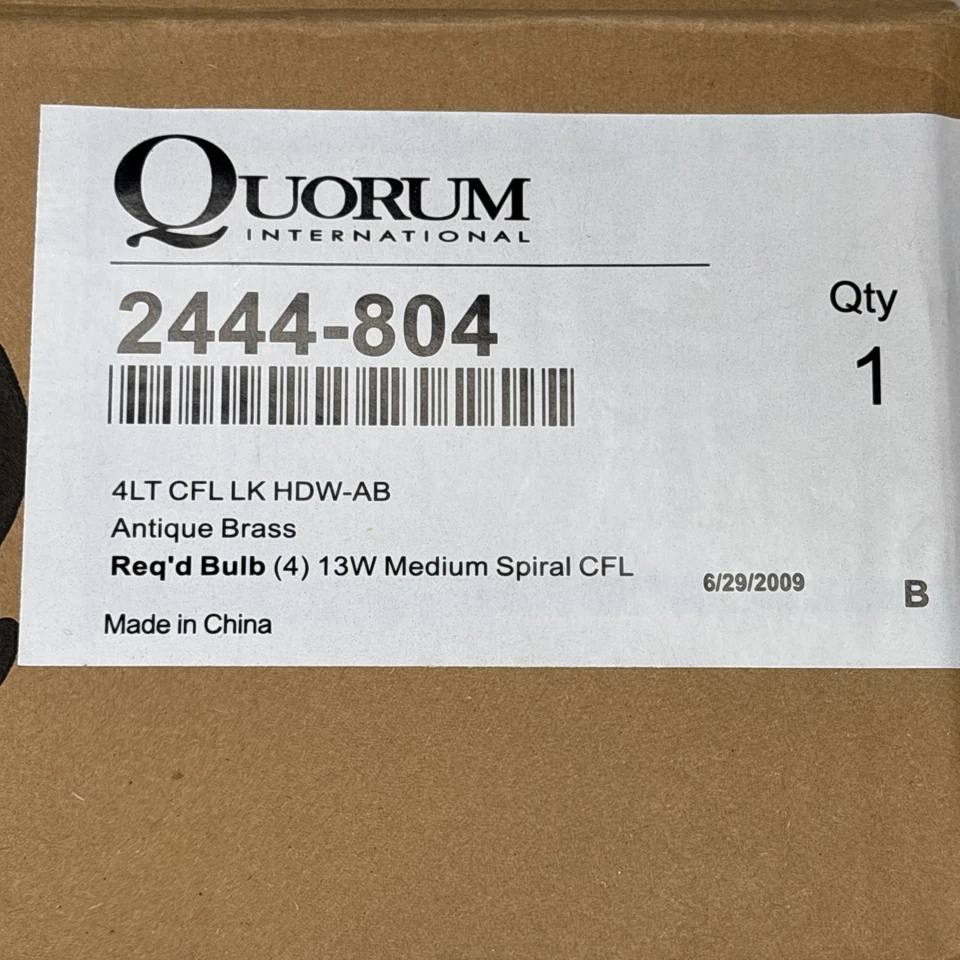 QUORUM
INTERNATIONAL
2444-804
Qty
1
4LT CFL LK HDW-AB
Antique Brass
Req'd Bulb (4) 13W Medium Spiral CFL
6/29/2009
B
Made in China